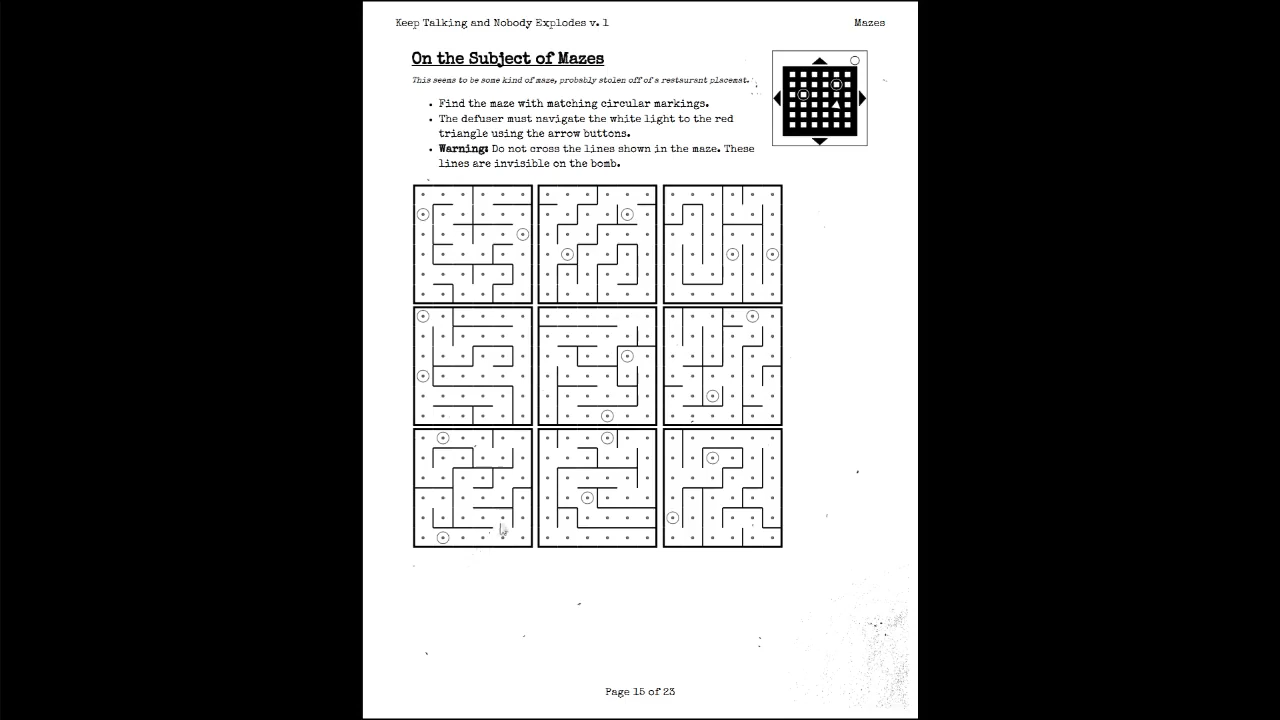 Keep Talking and Nobody Explodes v. 1
Mazes
On the Subject of Mazes
This seems to be some kind of maze, probably stolen off of a restaurant placemat.
• Find the maze with matching circular markings.
• The defuser must navigate the white light to the red
triangle using the arrow buttons.
• Warning: Do not cross the lines shown in the maze. These
lines are invisible on the bomb.
Page 15 of 23